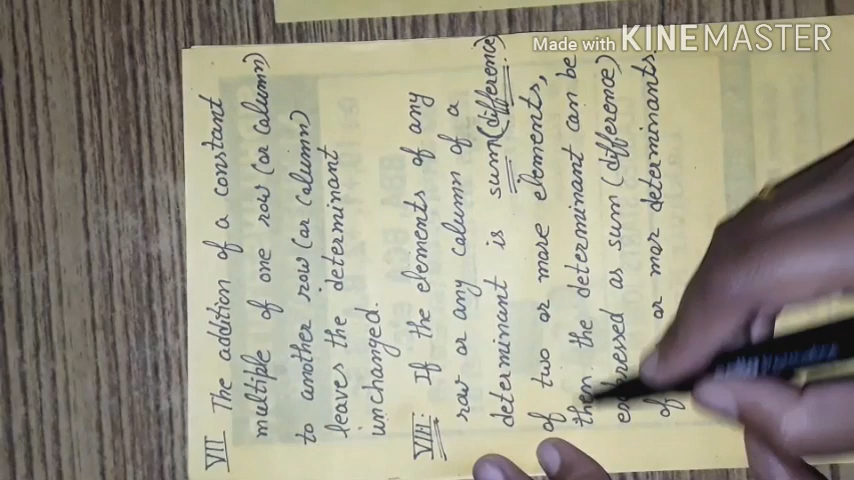 Made with KINEMASTER
VII The addition of a constant
multiple of one row (or column)
to another row (or column)
leaves the determinant
unchanged.
VIII: If the elements of any
row or any column of a
determinant is sum (difference)
of two or more elements,
then the determinant can be
expressed as sum (difference)
of or mor determinants.